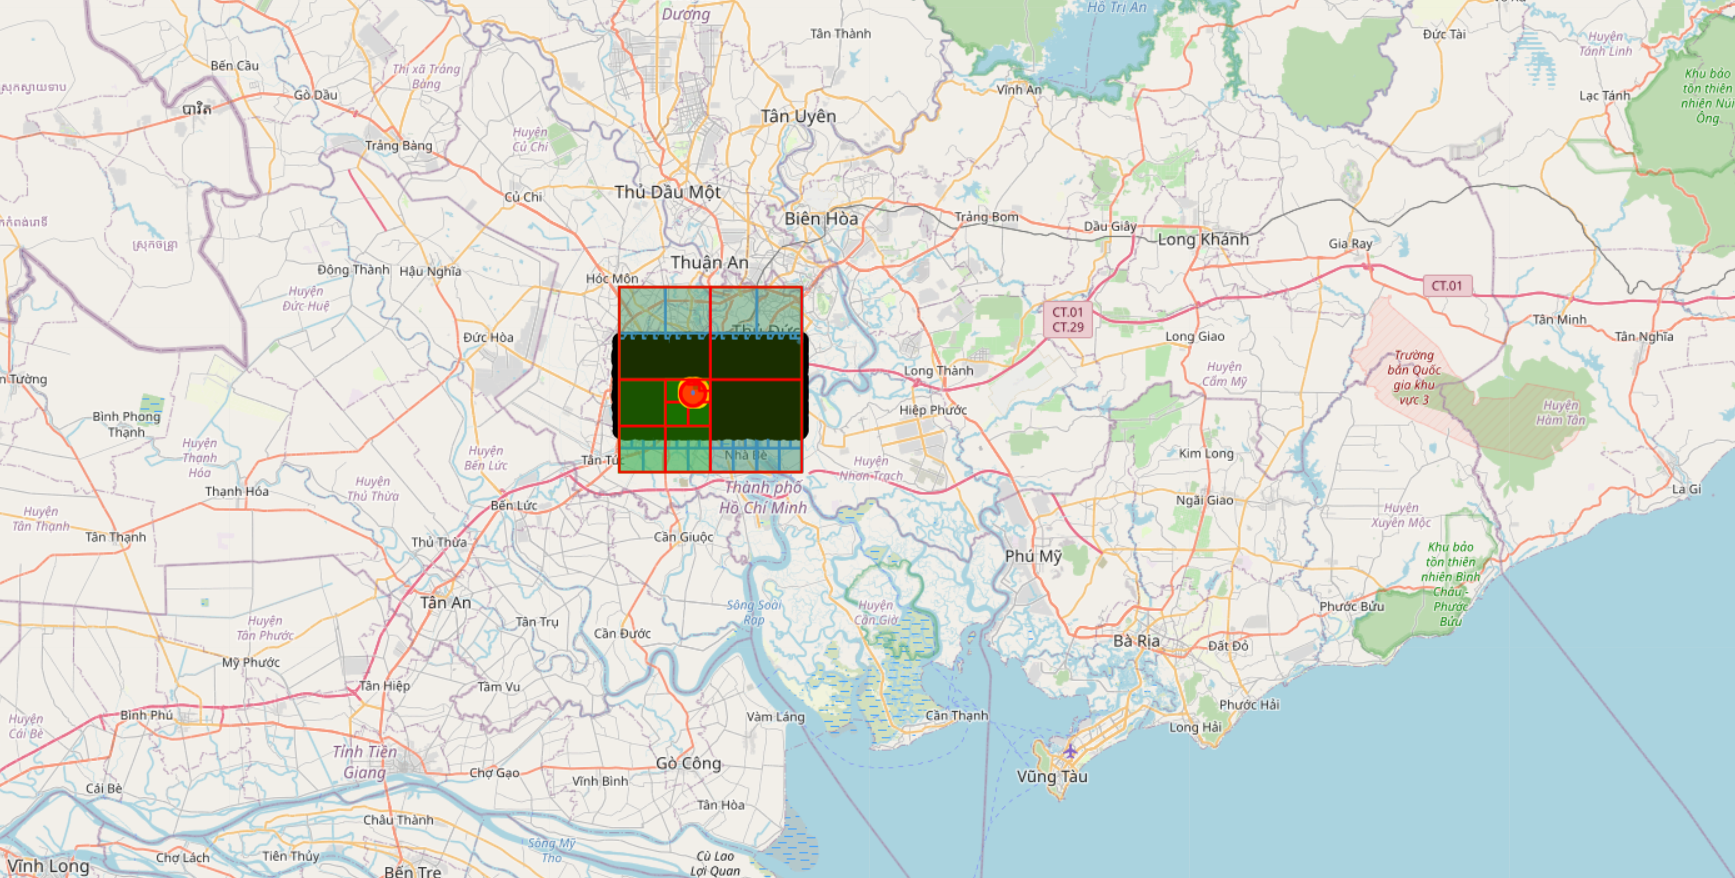 Hồ Trị An
Dương
Tân Thành
Đức Tài
Huyện
Tánh Linh
Bến Cầu
Thị xã Trảng
Bàng
Khu bảo
tồn thiên
nhiên Núi
Ông
Gò Dầu
Vĩnh An
Lạc Tánh
បាវិត
Tân Uyên
Huyện
Củ Chi
Trảng Bàng
Thủ Dầu Một
Củ Chi
Biên Hòa
Trảng Bom
Dầu Giây
Long Khánh
Gia Ray
Thuận An
Hóc Môn
Đông Thành
Hậu Nghĩa
Huyện
Đức Huệ
CT.01
CT.01
CT.29
Tân Minh
Thủ Đức
Đức Hòa
Long Giao
Tân Nghĩa
Trường
bắn Quốc
gia khu
vực 3
Long Thành
Huyện
Cẩm Mỹ
n Tường
Bình Phong
Thạnh
Hiệp Phước
Huyện
Hàm Tân
Huyện
Thạnh
Hóa
Huyện
Bến Lức
Tân Tú
Nhà Bè
Huyện
Nhơn Trạch
Kim Long
Thạnh Hóa
Huyện
Thủ Thừa
Thành phố
Hồ Chí Minh
Ngãi Giao
La Gi
Bến Lức
Huyện
Tân Thạnh
Huyện
Xuyên Mộc
Tân Thạnh
Thủ Thừa
Cần Giuộc
Phú Mỹ
Khu bảo
tồn thiên
nhiên Bình
Châu -
Phước
Bửu
Tân An
Sông Soài
Rạp
Huyện
Cần Giờ
Phước Bửu
Huyện
Tân Phước
Tân Trụ
Cần Đước
Bà Rịa
Đất Đỏ
Mỹ Phước
Tân Hiệp
Tầm Vu
Phước Hải
Bình Phú
Huyện
Cái Bè
Vàm Láng
Cần Thạnh
Long Hải
Tỉnh Tiền
Giang
Gò Công
Chợ Gạo
Vĩnh Bình
Vũng Tàu
Cái Bè
Tân Hòa
Châu Thành
Sông Mỹ
Tho
Chợ Lách
Tiên Thủy
Cù Lao
Lợi Quan
Vĩnh Long
Bến Tre